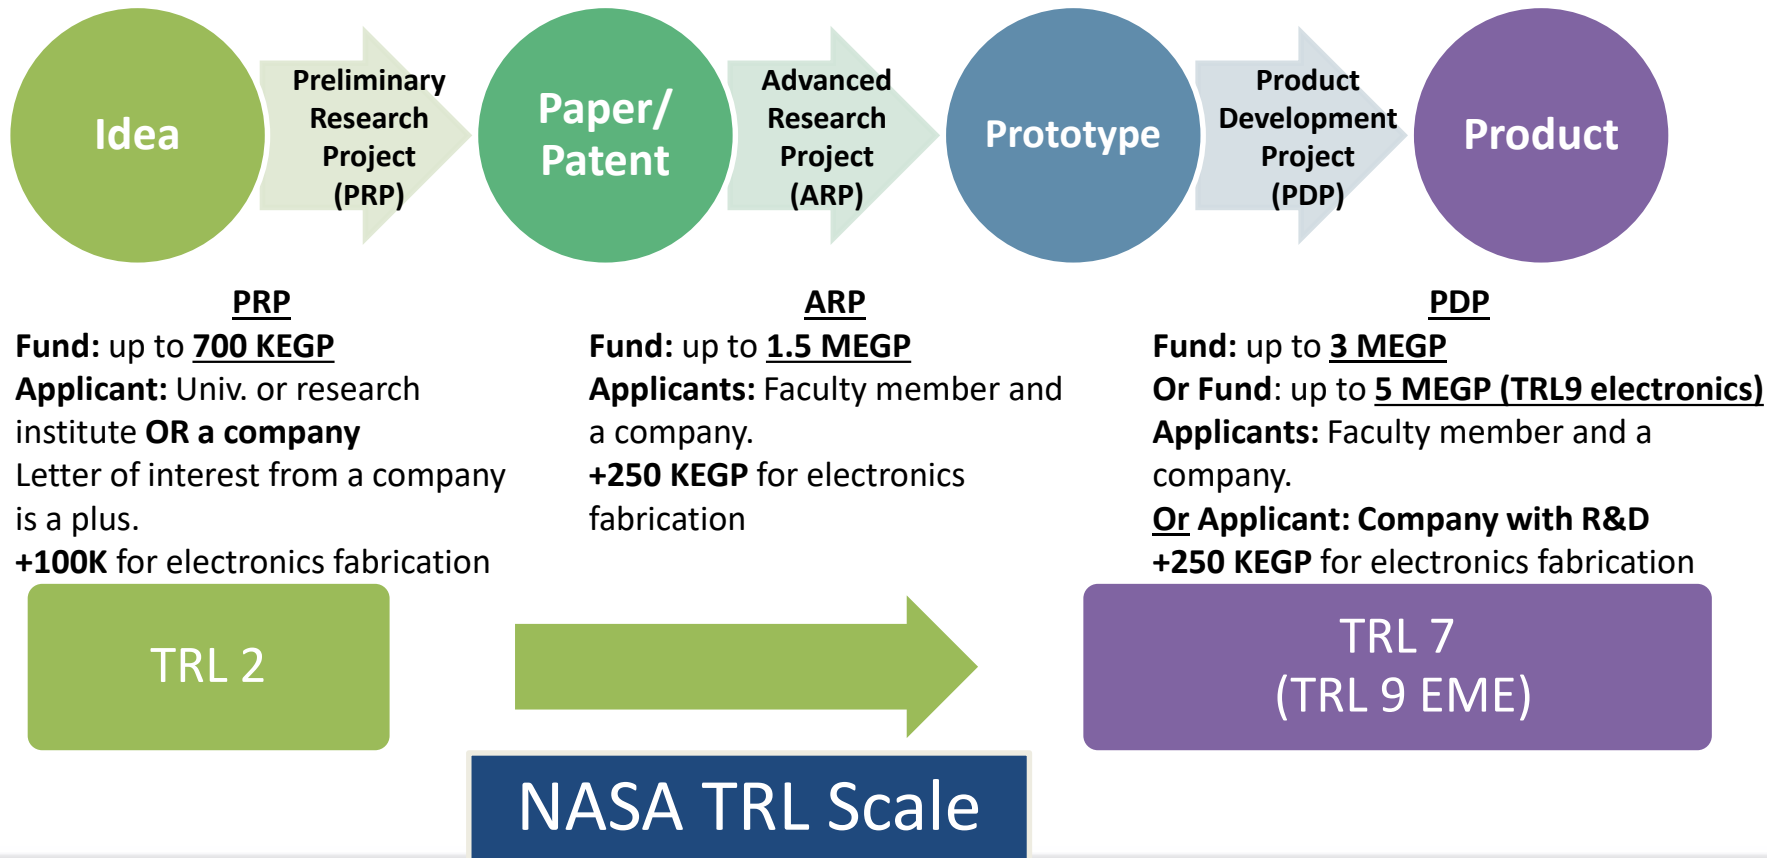 Idea
Preliminary
Research
Project
(PRP)
Paper/
Patent
Advanced
Research
Project
(ARP)
Prototype
Product
Development
Project
(PDP)
Product
PRP
Fund: up to 700 KEGP
Applicant: Univ. or research
institute OR a company
Letter of interest from a company
is a plus.
+100K for electronics fabrication
ARP
Fund: up to 1.5 MEGP
Applicants: Faculty member and
a company.
+250 KEGP for electronics
fabrication
PDP
Fund: up to 3 MEGP
Or Fund: up to 5 MEGP (TRL9 electronics)
Applicants: Faculty member and a
company.
Or Applicant: Company with R&D
+250 KEGP for electronics fabrication
TRL 2
TRL 7
(TRL 9 EME)
NASA TRL Scale